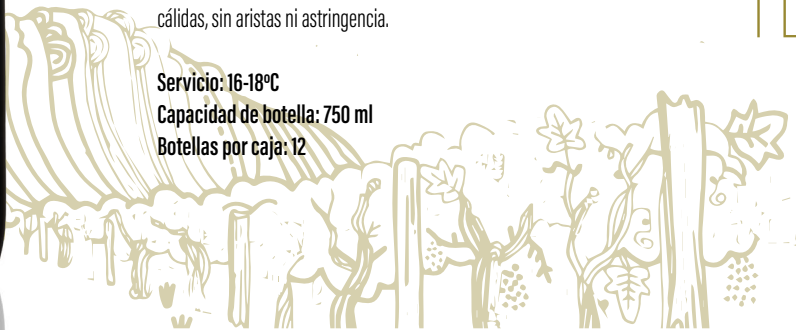 cálidas, sin aristas ni astringencia.
Servicio: 16-18ºC
Capacidad de botella: 750 ml
Botellas por caja: 12